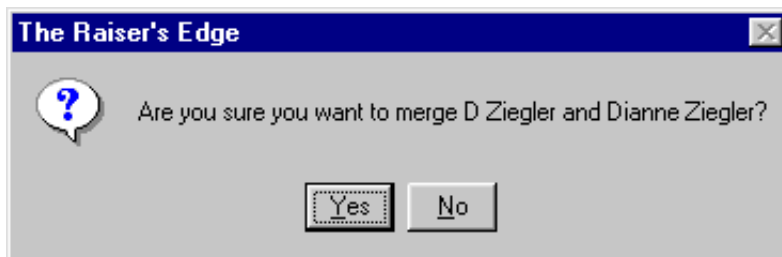 The Raiser's Edge
Are you sure you want to merge D Ziegler and Dianne Ziegler?
Yes No